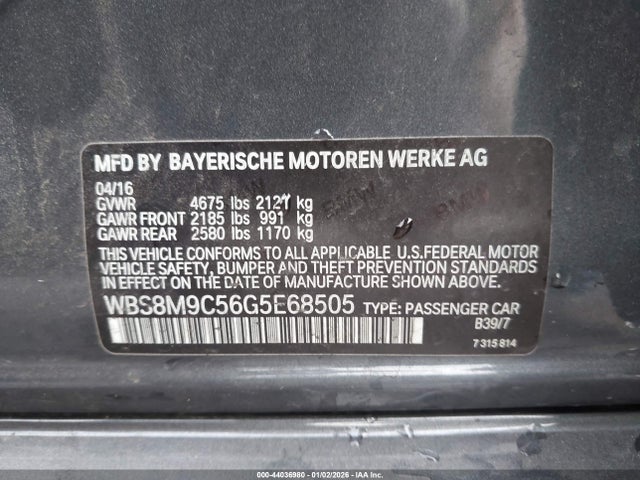 MFD BY BAYERISCHE MOTOREN WERKE AG
04/16
GVWR 4675 lbs 2121 kg
GAWR FRONT 2185 lbs 991 kg
GAWR REAR 2580 lbs 1170 kg
THIS VEHICLE CONFORMS TO ALL APPLICABLE U.S.FEDERAL MOTOR
VEHICLE SAFETY, BUMPER AND THEFT PREVENTION STANDARDS
IN EFFECT ON THE DATE OF MANUFACTURE SHOWN ABOVE.
WBS8M9C56G5E68505 TYPE: PASSENGER CAR
B39/7
7 315 814
000-44036980 - 01/02/2026 - IAA, Inc.